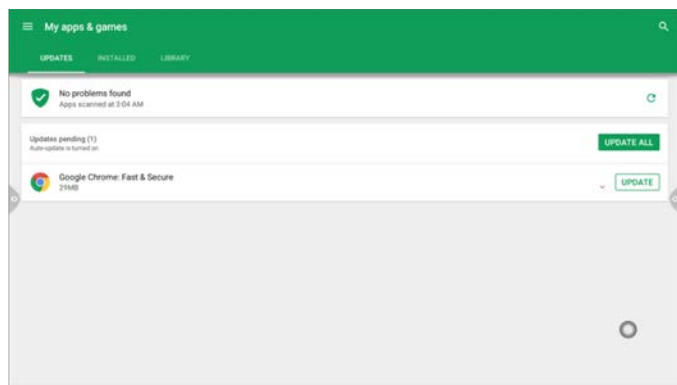 My apps & games
UPDATES INSTALLED LIBRARY
No problems found
Apps scanned at 3:04 AM
Updates pending (1)
Auto-update is turned on
UPDATE ALL
Google Chrome: Fast & Secure
29MB
UPDATE